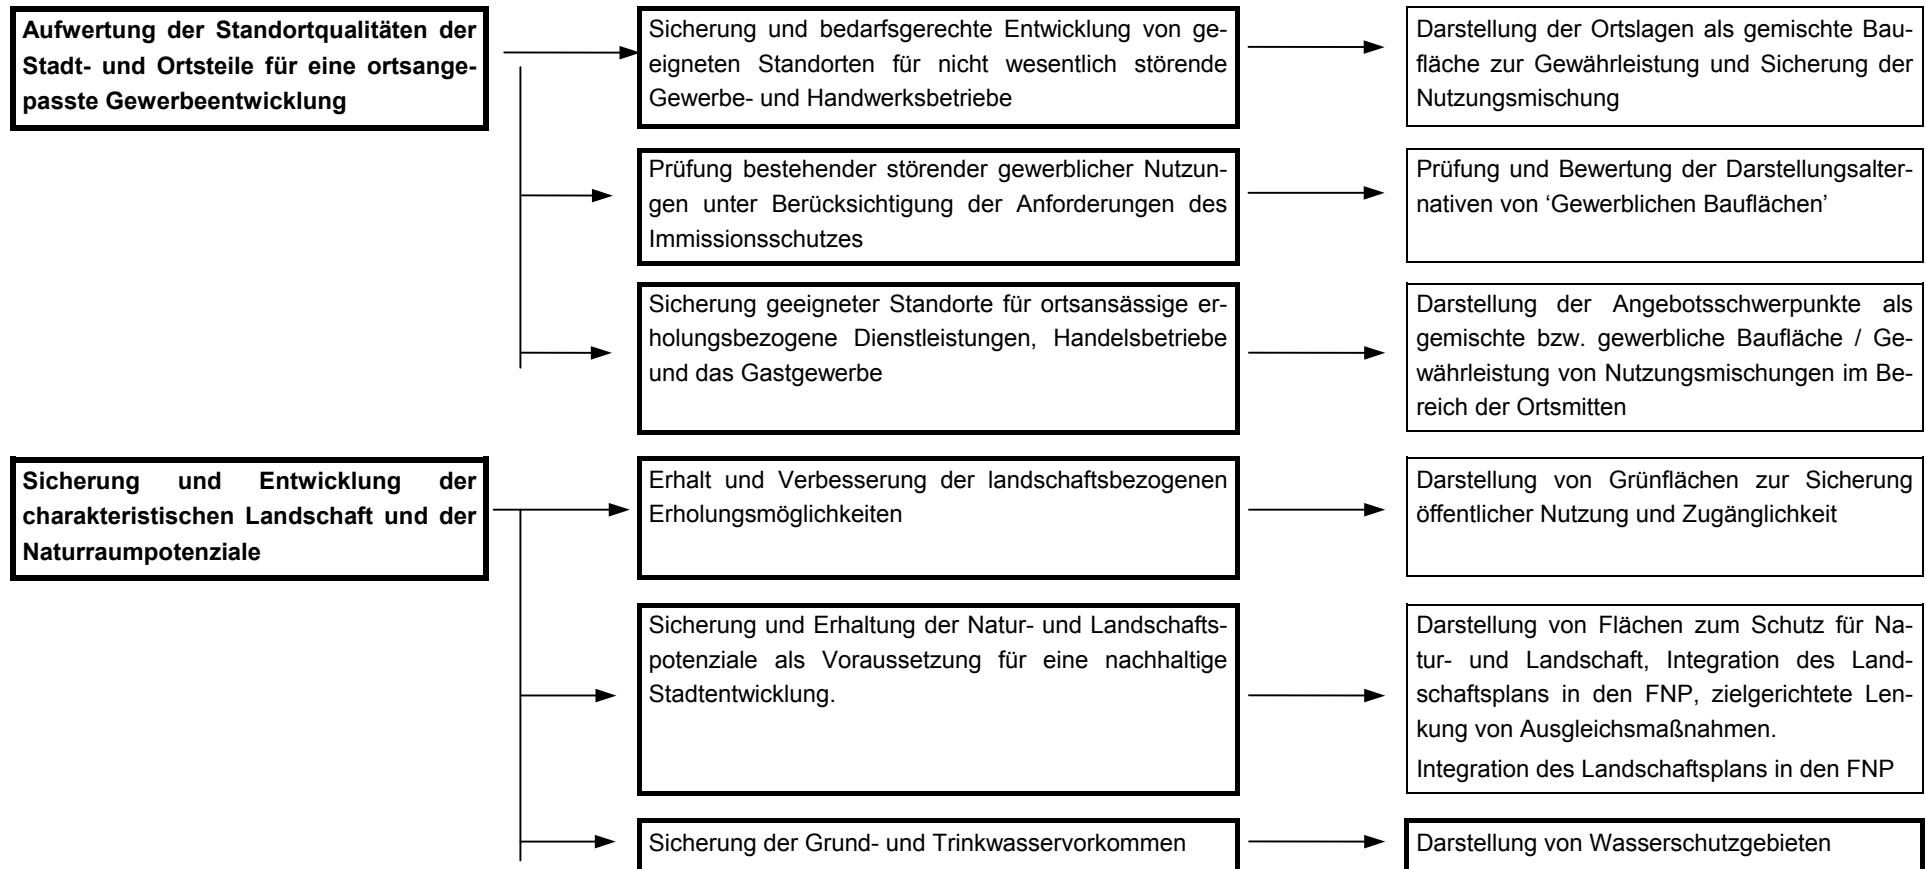 Aufwertung der Standortqualitäten der
Stadt- und Ortsteile für eine ortsange-
passte Gewerbeentwicklung
Sicherung und bedarfsgerechte Entwicklung von ge-
eigneten Standorten für nicht wesentlich störende
Gewerbe- und Handwerksbetriebe
Darstellung der Ortslagen als gemischte Bau-
fläche zur Gewährleistung und Sicherung der
Nutzungsmischung
Prüfung bestehender störender gewerblicher Nutzun-
gen unter Berücksichtigung der Anforderungen des
Immissionsschutzes
Prüfung und Bewertung der Darstellungsalter-
nativen von ‘Gewerblichen Bauflächen’
Sicherung geeigneter Standorte für ortsansässige er-
holungsbezogene Dienstleistungen, Handelsbetriebe
und das Gastgewerbe
Darstellung der Angebotsschwerpunkte als
gemischte bzw. gewerbliche Baufläche / Ge-
währleistung von Nutzungsmischungen im Be-
reich der Ortsmitten
Sicherung und Entwicklung der
charakteristischen Landschaft und der
Naturraumpotenziale
Erhalt und Verbesserung der landschaftsbezogenen
Erholungsmöglichkeiten
Darstellung von Grünflächen zur Sicherung
öffentlicher Nutzung und Zugänglichkeit
Sicherung und Erhaltung der Natur- und Landschafts-
potenziale als Voraussetzung für eine nachhaltige
Stadtentwicklung.
Darstellung von Flächen zum Schutz für Na-
tur- und Landschaft, Integration des Land-
schaftsplans in den FNP, zielgerichtete Len-
kung von Ausgleichsmaßnahmen.
Integration des Landschaftsplans in den FNP
Sicherung der Grund- und Trinkwasservorkommen
Darstellung von Wasserschutzgebieten